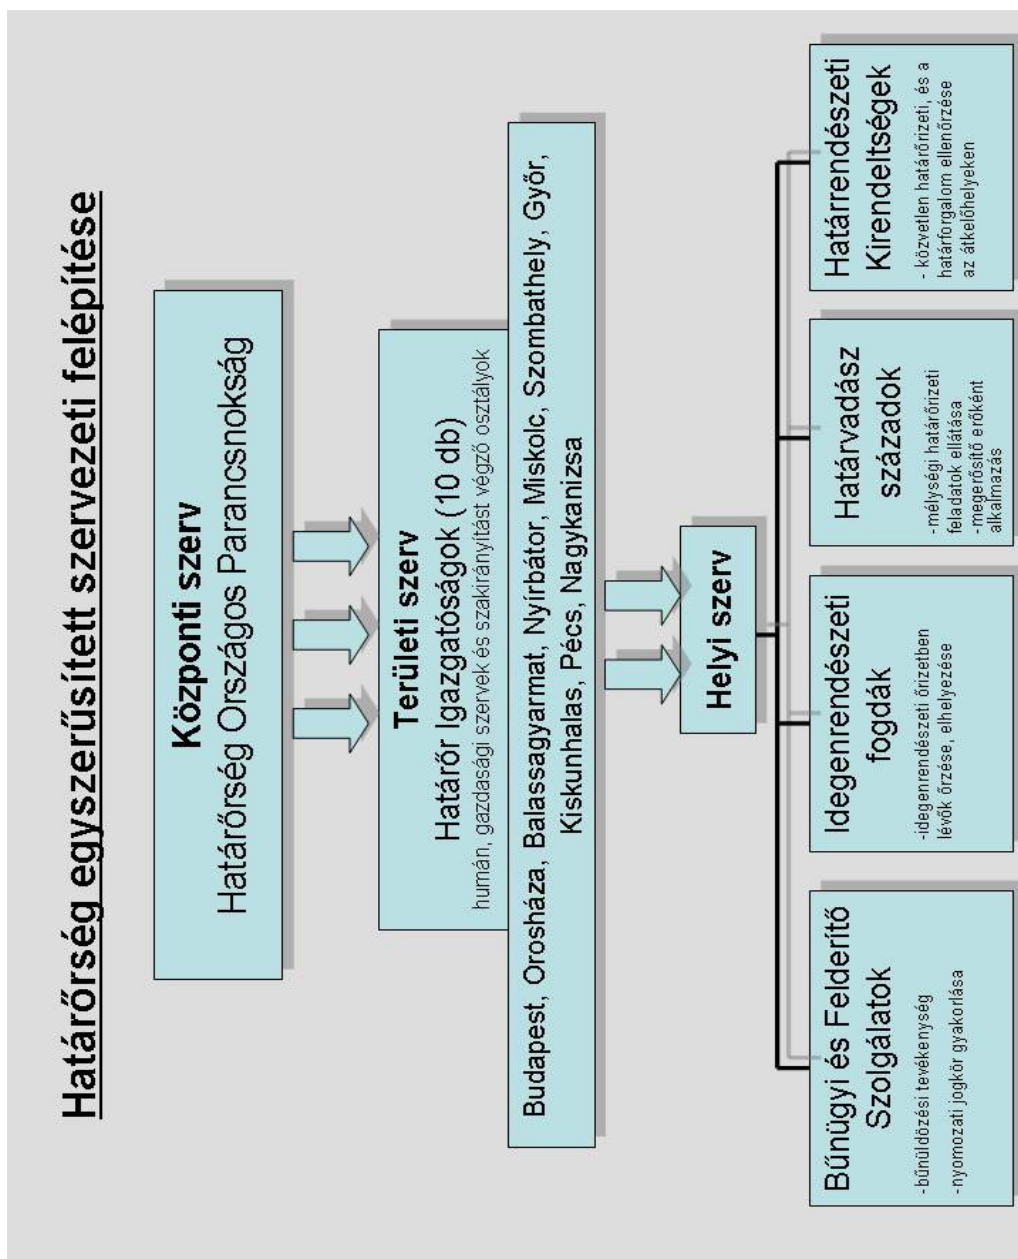 Határőrség egyszerűsített szervezeti felépítése
Központi szerv
Határőrség Országos Parancsnokság
Területi szerv
Határőr Igazgatóságok (10 db)
humán, gazdasági szervek és szakirányítást végző osztályok
Budapest, Orosháza, Balassagyarmat, Nyírbátor, Miskolc, Szombathely, Győr,
Kiskunhalas, Pécs, Nagykanizsa
Helyi szerv
Bűnügyi és Felderítő
Szolgálatok
-bűnüldözési tevékenység
-nyomozati jogkör gyakorlása
Idegenrendészeti
fogdák
-idegenrendészeti őrizetben
lévők őrzése, elhelyezése
Határvadász
századok
-mélységi határőrizeti
feladatok ellátása
-megerősítő erőként
alkalmazás
Határrendészeti
Kirendeltségek
- közvetlen határőrizeti, és a
határforgalom ellenőrzése
az átkelőhelyeken